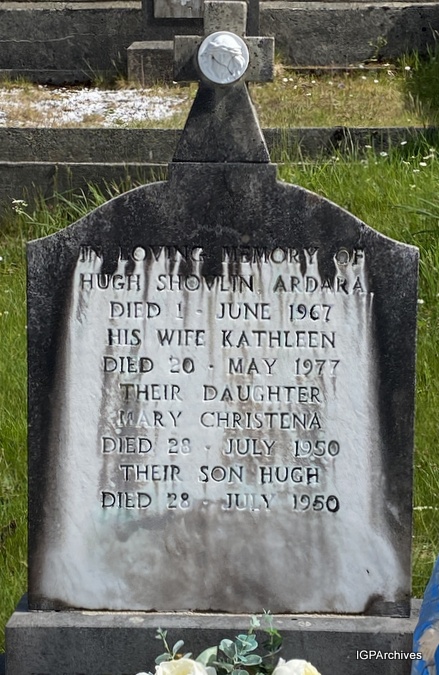 IN LOVING MEMORY OF
HUGH SHOVLIN, ARDARA,
DIED 1 - JUNE 1967
HIS WIFE KATHLEEN
DIED 20 - MAY 1977
THEIR DAUGHTER
MARY CHRISTENA
DIED 28 - JULY 1950
THEIR SON HUGH
DIED 28 - JULY 1950
IGPArchives